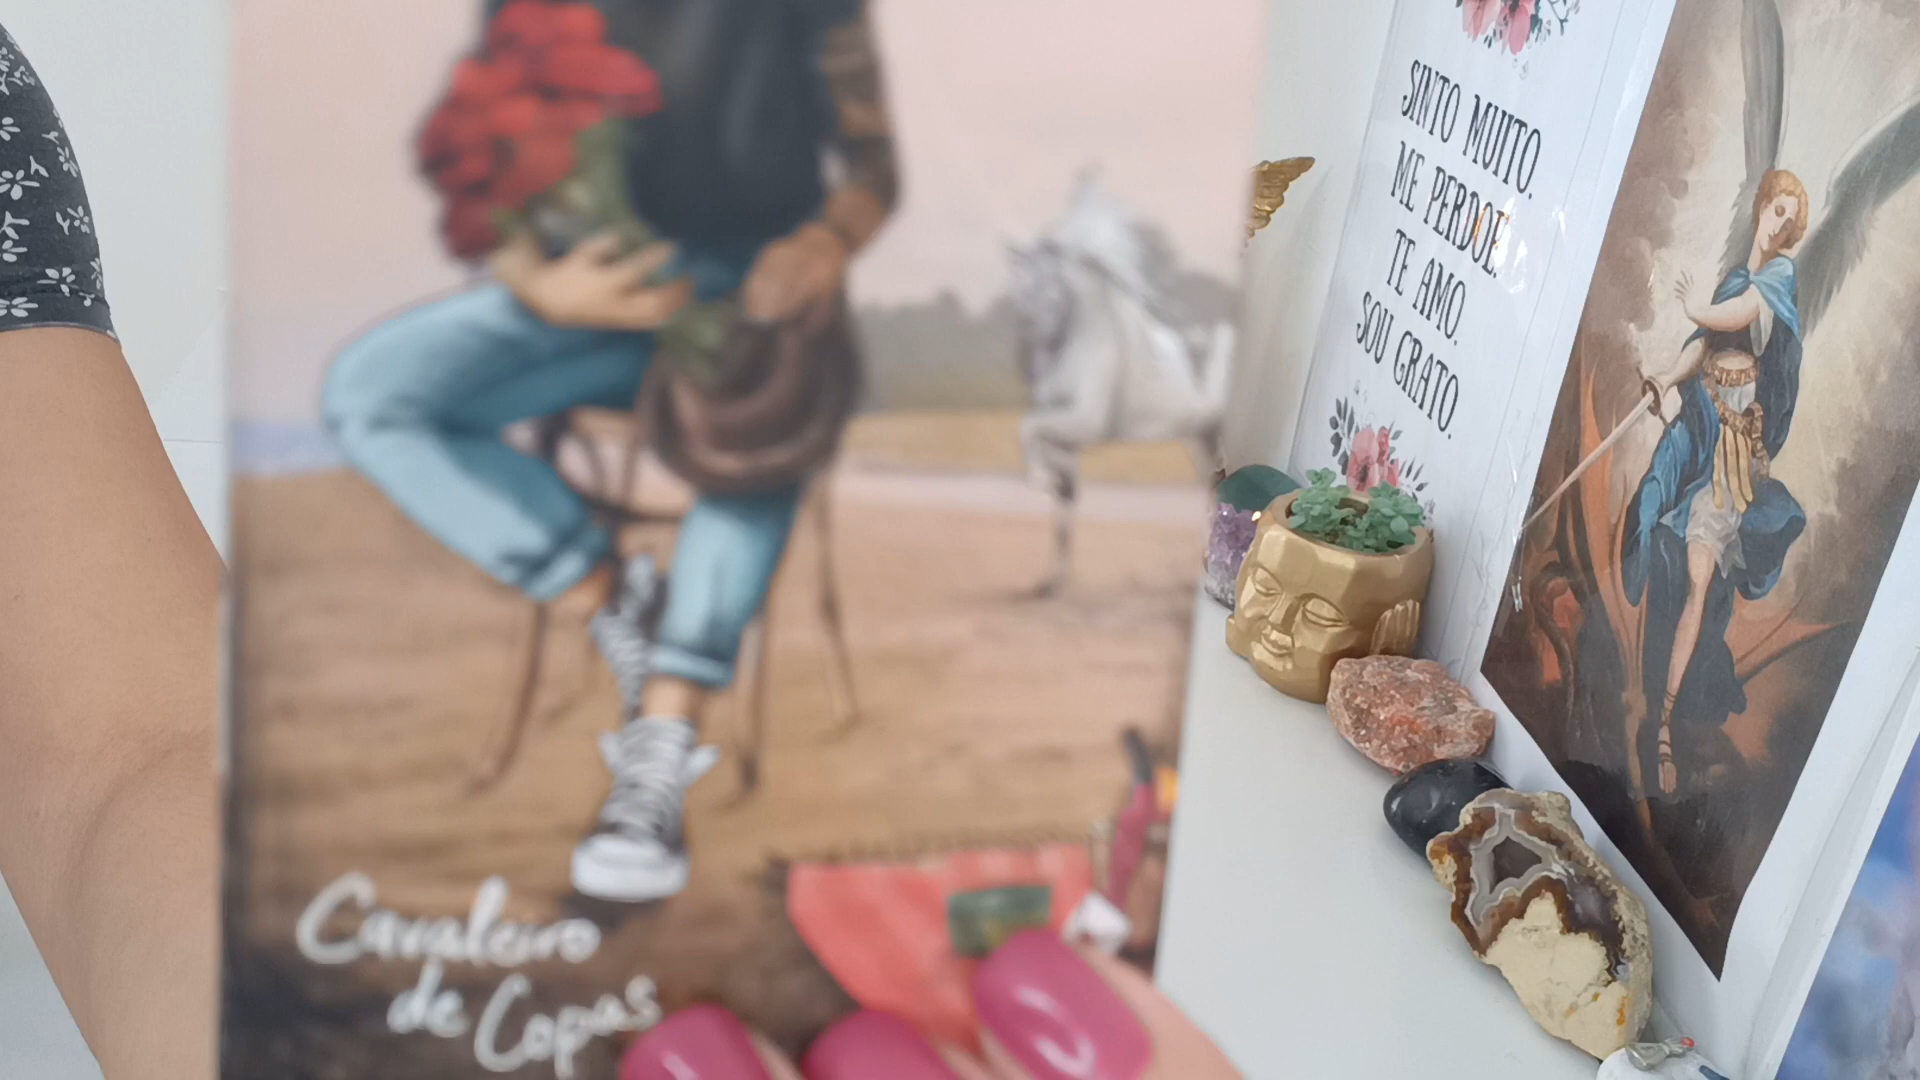 SINTO MUITO.
ME PERDOE.
TE AMO.
SOU GRATO.
Cavaleiro
de Copas